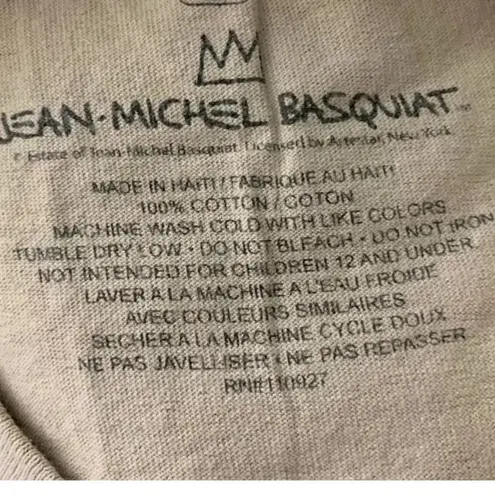 JEAN-MICHEL BASQUIAT™
© Estate of Jean-Michel Basquiat. Licensed by Artestar, New York.
MADE IN HAITI / FABRIQUE AU HAITI
100% COTTON / COTON
MACHINE WASH COLD WITH LIKE COLORS
TUMBLE DRY LOW • DO NOT BLEACH • DO NOT IRON
NOT INTENDED FOR CHILDREN 12 AND UNDER
LAVER A LA MACHINE A L'EAU FROIDE
AVEC COULEURS SIMILAIRES
SECHER A LA MACHINE CYCLE DOUX
NE PAS JAVELLISER • NE PAS REPASSER
RN#110927